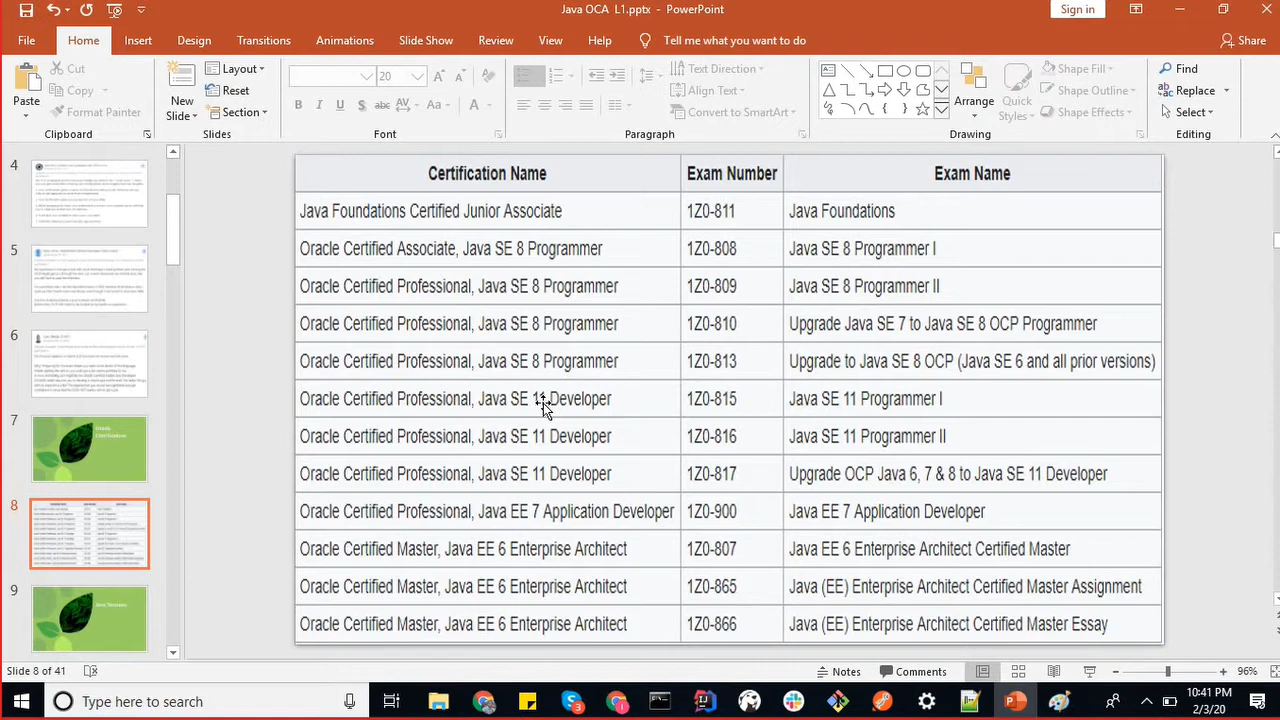 Java OCA L1.pptx - PowerPoint
Sign in
File Home Insert Design Transitions Animations Slide Show Review View Help Tell me what you want to do Share
Paste
Cut
Copy
Format Painter
Clipboard
New Slide
Layout
Reset
Section
Slides
20
B I U S abc AV Aa A
Font
Text Direction
Align Text
Convert to SmartArt
Paragraph
Arrange
Quick Styles
Shape Fill
Shape Outline
Shape Effects
Drawing
Find
Replace
Select
Editing
4
5
6
7
Oracle Certifications
8
9
Certification Name Exam Number Exam Name
Java Foundations Certified Junior Associate 1Z0-811 Java Foundations
Oracle Certified Associate, Java SE 8 Programmer 1Z0-808 Java SE 8 Programmer I
Oracle Certified Professional, Java SE 8 Programmer 1Z0-809 Java SE 8 Programmer II
Oracle Certified Professional, Java SE 8 Programmer 1Z0-810 Upgrade Java SE 7 to Java SE 8 OCP Programmer
Oracle Certified Professional, Java SE 8 Programmer 1Z0-813 Upgrade to Java SE 8 OCP (Java SE 6 and all prior versions)
Oracle Certified Professional, Java SE 11 Developer 1Z0-815 Java SE 11 Programmer I
Oracle Certified Professional, Java SE 11 Developer 1Z0-816 Java SE 11 Programmer II
Oracle Certified Professional, Java SE 11 Developer 1Z0-817 Upgrade OCP Java 6, 7 & 8 to Java SE 11 Developer
Oracle Certified Professional, Java EE 7 Application Developer 1Z0-900 Java EE 7 Application Developer
Oracle Certified Master, Java EE 6 Enterprise Architect 1Z0-807 Java EE 6 Enterprise Architect Certified Master
Oracle Certified Master, Java EE 6 Enterprise Architect 1Z0-865 Java (EE) Enterprise Architect Certified Master Assignment
Oracle Certified Master, Java EE 6 Enterprise Architect 1Z0-866 Java (EE) Enterprise Architect Certified Master Essay
Slide 8 of 41
Notes
Comments
96%
Type here to search
10:41 PM
2/3/20